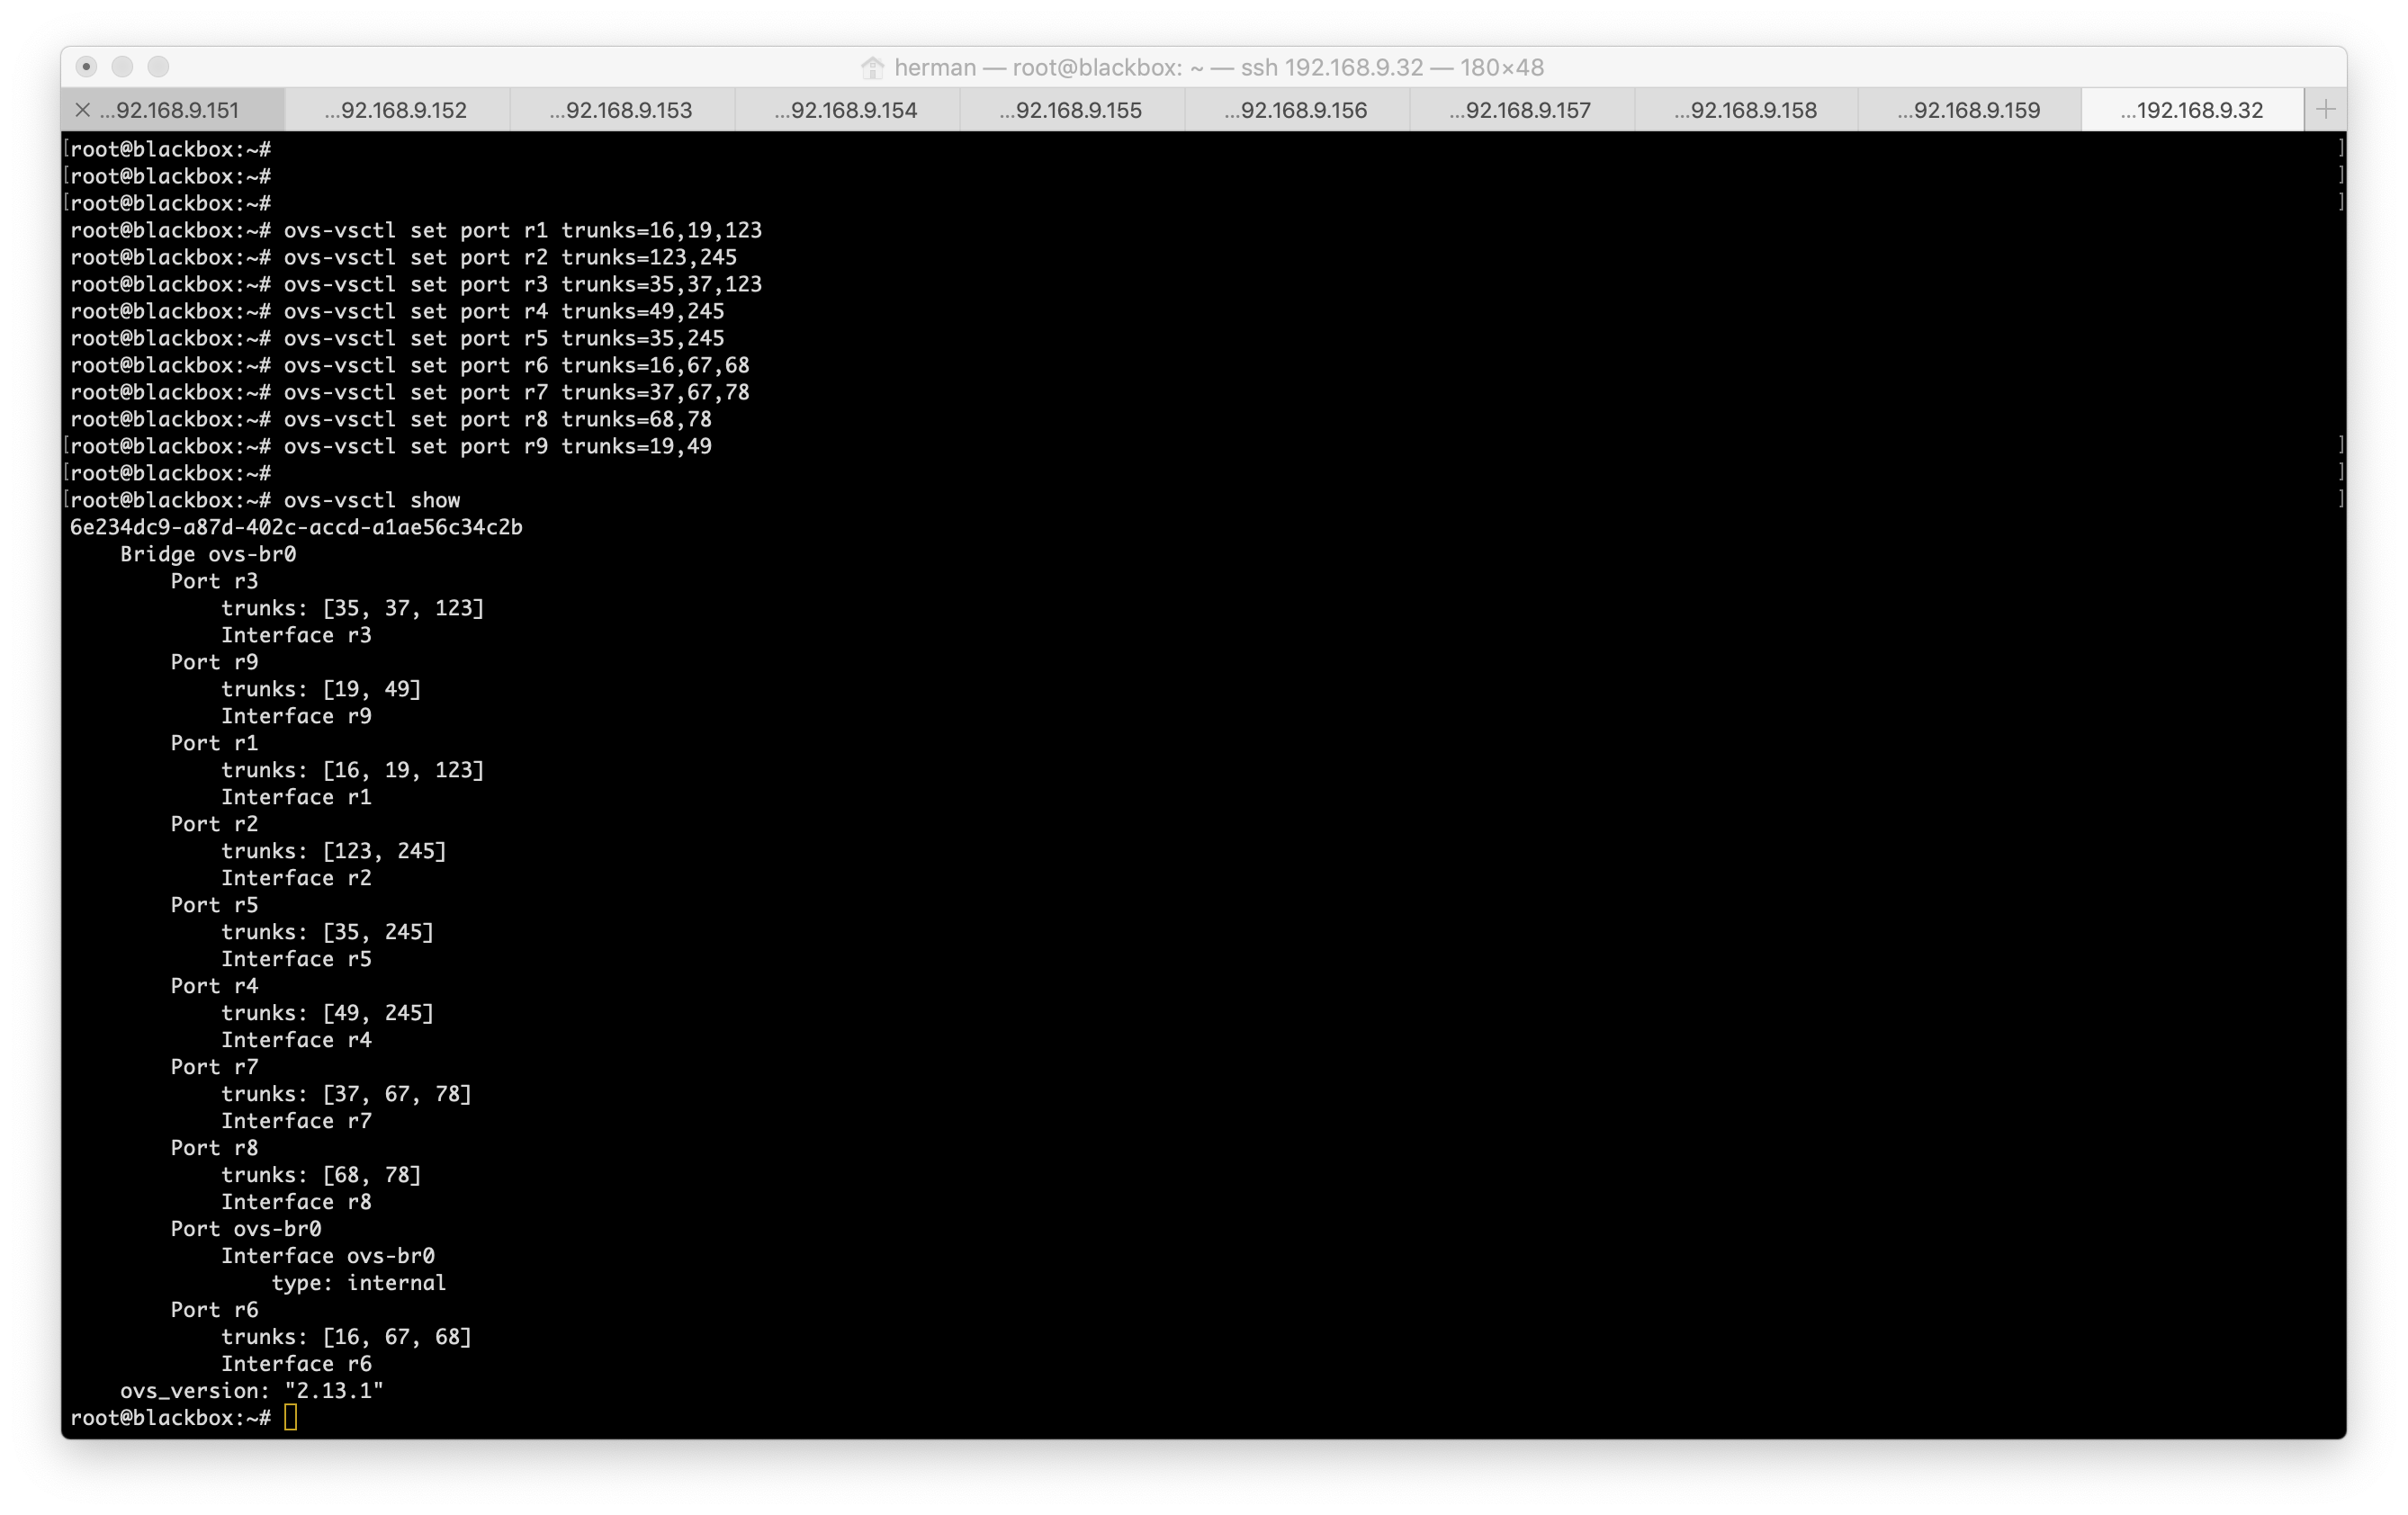 herman — root@blackbox: ~ — ssh 192.168.9.32 — 180×48
...92.168.9.151 ...92.168.9.152 ...92.168.9.153 ...92.168.9.154 ...92.168.9.155 ...92.168.9.156 ...92.168.9.157 ...92.168.9.158 ...92.168.9.159 ...192.168.9.32
[root@blackbox:~# ]
[root@blackbox:~# ]
[root@blackbox:~# ]
root@blackbox:~# ovs-vsctl set port r1 trunks=16,19,123
root@blackbox:~# ovs-vsctl set port r2 trunks=123,245
root@blackbox:~# ovs-vsctl set port r3 trunks=35,37,123
root@blackbox:~# ovs-vsctl set port r4 trunks=49,245
root@blackbox:~# ovs-vsctl set port r5 trunks=35,245
root@blackbox:~# ovs-vsctl set port r6 trunks=16,67,68
root@blackbox:~# ovs-vsctl set port r7 trunks=37,67,78
root@blackbox:~# ovs-vsctl set port r8 trunks=68,78
[root@blackbox:~# ovs-vsctl set port r9 trunks=19,49 ]
[root@blackbox:~# ]
[root@blackbox:~# ovs-vsctl show ]
6e234dc9-a87d-402c-accd-a1ae56c34c2b
    Bridge ovs-br0
        Port r3
            trunks: [35, 37, 123]
            Interface r3
        Port r9
            trunks: [19, 49]
            Interface r9
        Port r1
            trunks: [16, 19, 123]
            Interface r1
        Port r2
            trunks: [123, 245]
            Interface r2
        Port r5
            trunks: [35, 245]
            Interface r5
        Port r4
            trunks: [49, 245]
            Interface r4
        Port r7
            trunks: [37, 67, 78]
            Interface r7
        Port r8
            trunks: [68, 78]
            Interface r8
        Port ovs-br0
            Interface ovs-br0
                type: internal
        Port r6
            trunks: [16, 67, 68]
            Interface r6
    ovs_version: "2.13.1"
root@blackbox:~#